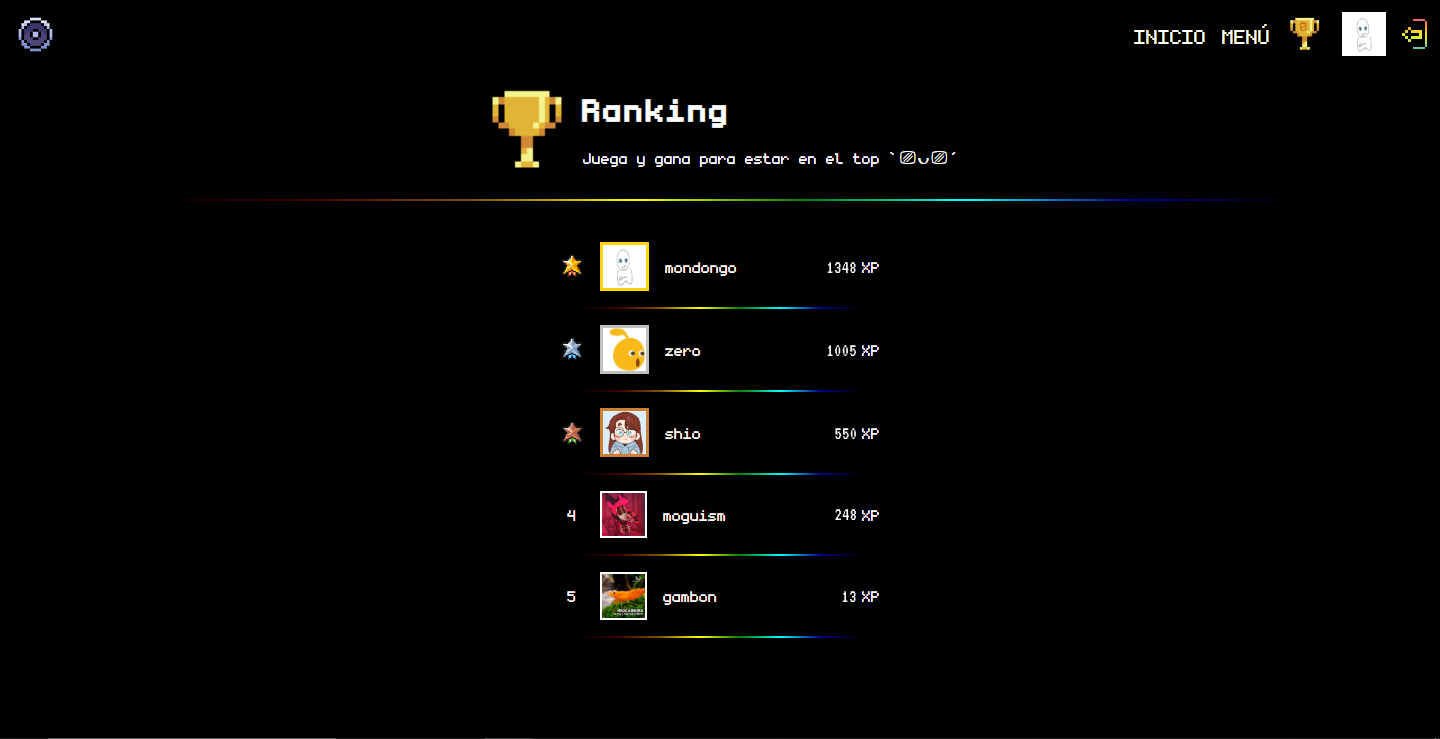 INICIO MENÚ
Ranking
Juega y gana para estar en el top `〄◡〄´
mondongo 1348 XP
zero 1005 XP
shio 550 XP
4 moguism 248 XP
5 gambon 13 XP